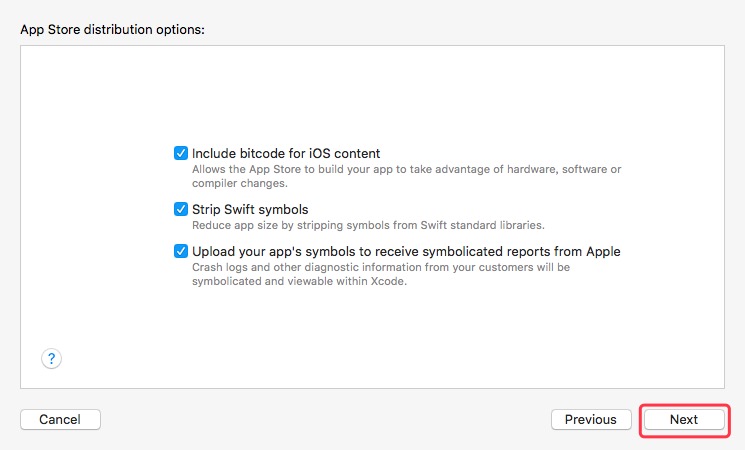 App Store distribution options:
Include bitcode for iOS content
Allows the App Store to build your app to take advantage of hardware, software or
compiler changes.
Strip Swift symbols
Reduce app size by stripping symbols from Swift standard libraries.
Upload your app's symbols to receive symbolicated reports from Apple
Crash logs and other diagnostic information from your customers will be
symbolicated and viewable within Xcode.
?
Cancel
Previous
Next